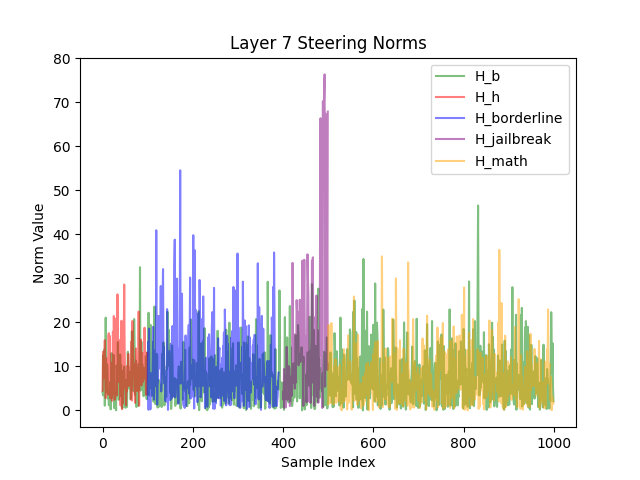 Layer 7 Steering Norms
Norm Value
80
70
60
50
40
30
20
10
0
H_b
H_h
H_borderline
H_jailbreak
H_math
0
200
400
600
800
1000
Sample Index